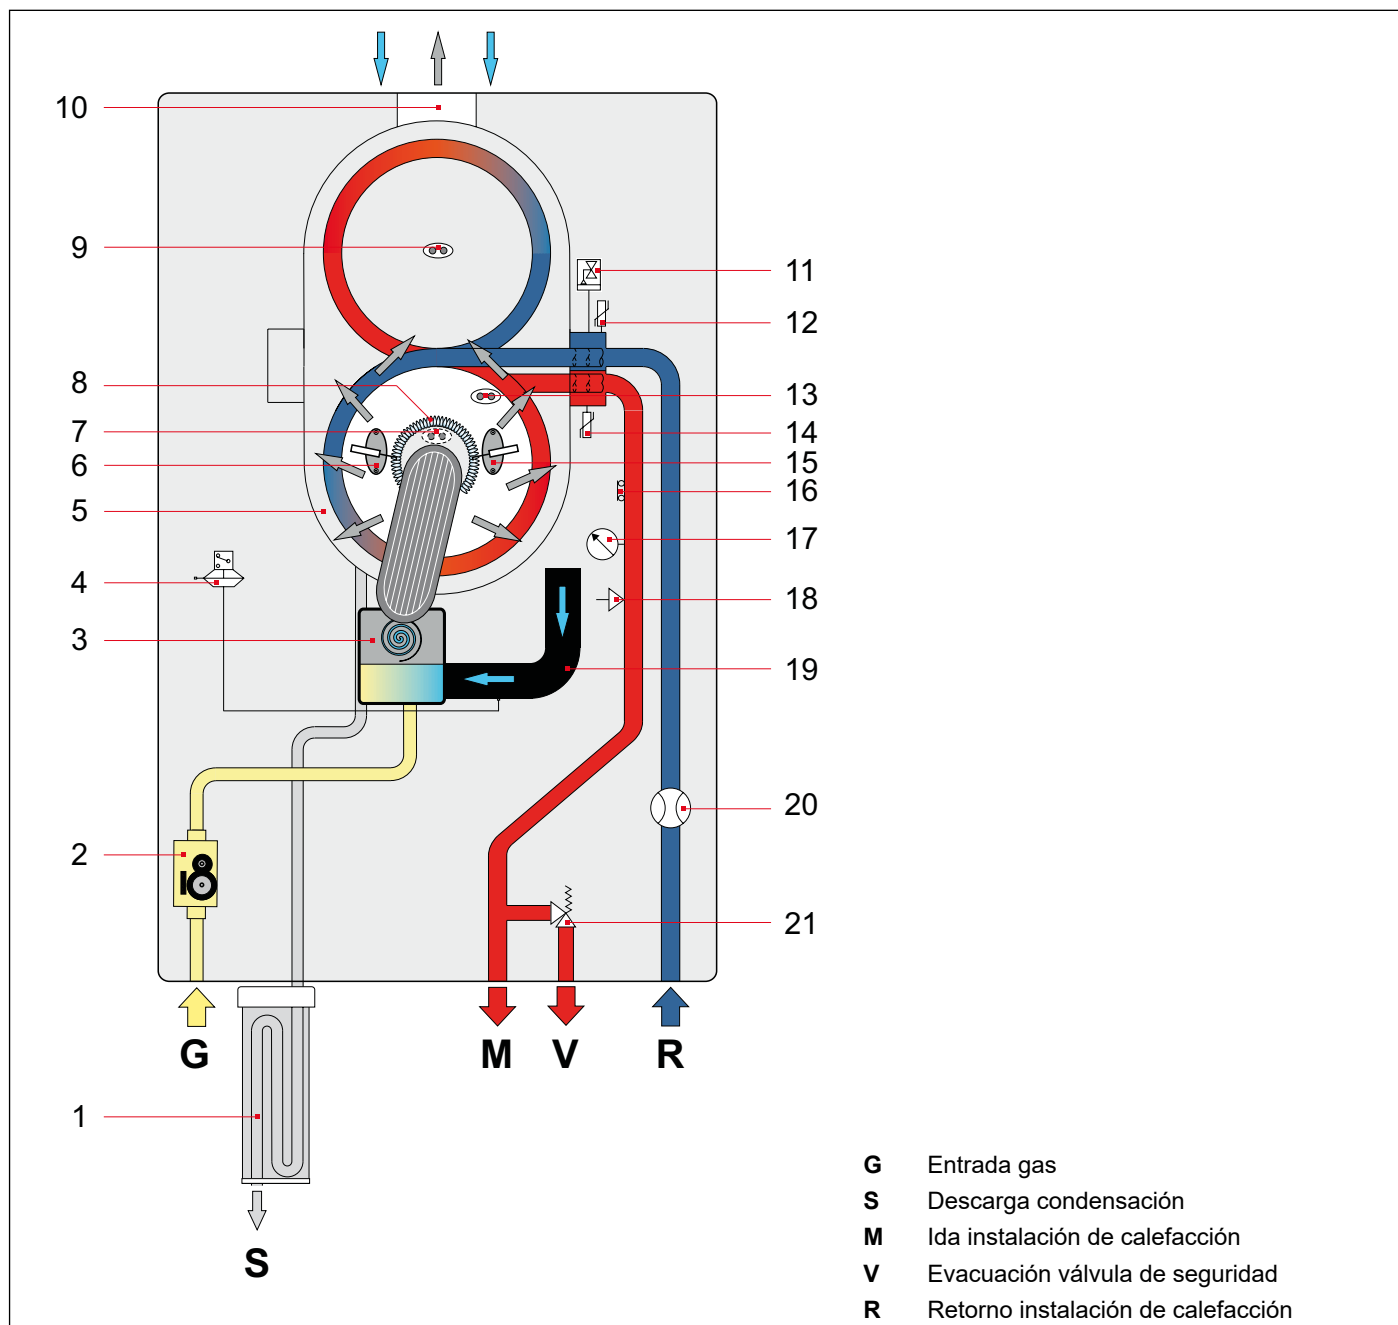 10
9
8
7
6
5
4
3
2
1
11
12
13
14
15
16
17
18
19
20
21
G
M
V
R
S
G Entrada gas
S Descarga condensación
M Ida instalación de calefacción
V Evacuación válvula de seguridad
R Retorno instalación de calefacción